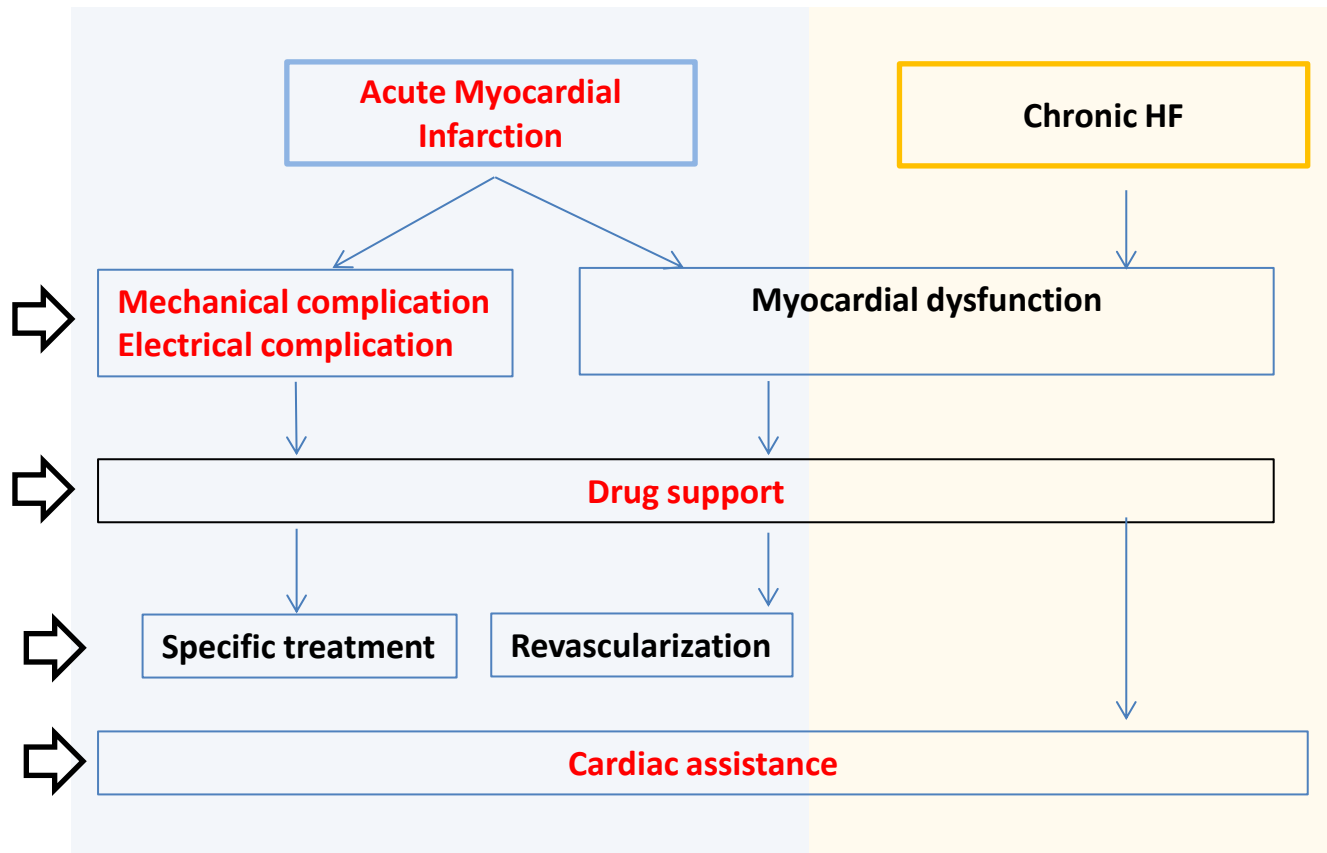 Acute Myocardial
Infarction
Chronic HF
Mechanical complication
Electrical complication
Myocardial dysfunction
Drug support
Specific treatment
Revascularization
Cardiac assistance